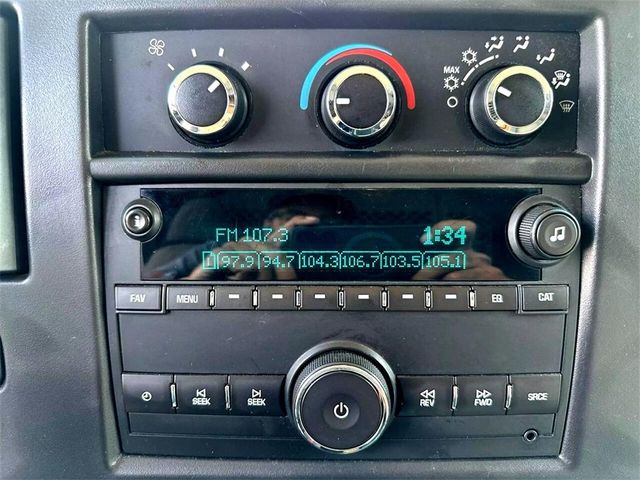 MAX
FM 107.3 1:34
1 97.9 94.7 104.3 106.7 103.5 105.1
FAV MENU EQ CAT
SEEK SEEK REV FWD SRCE